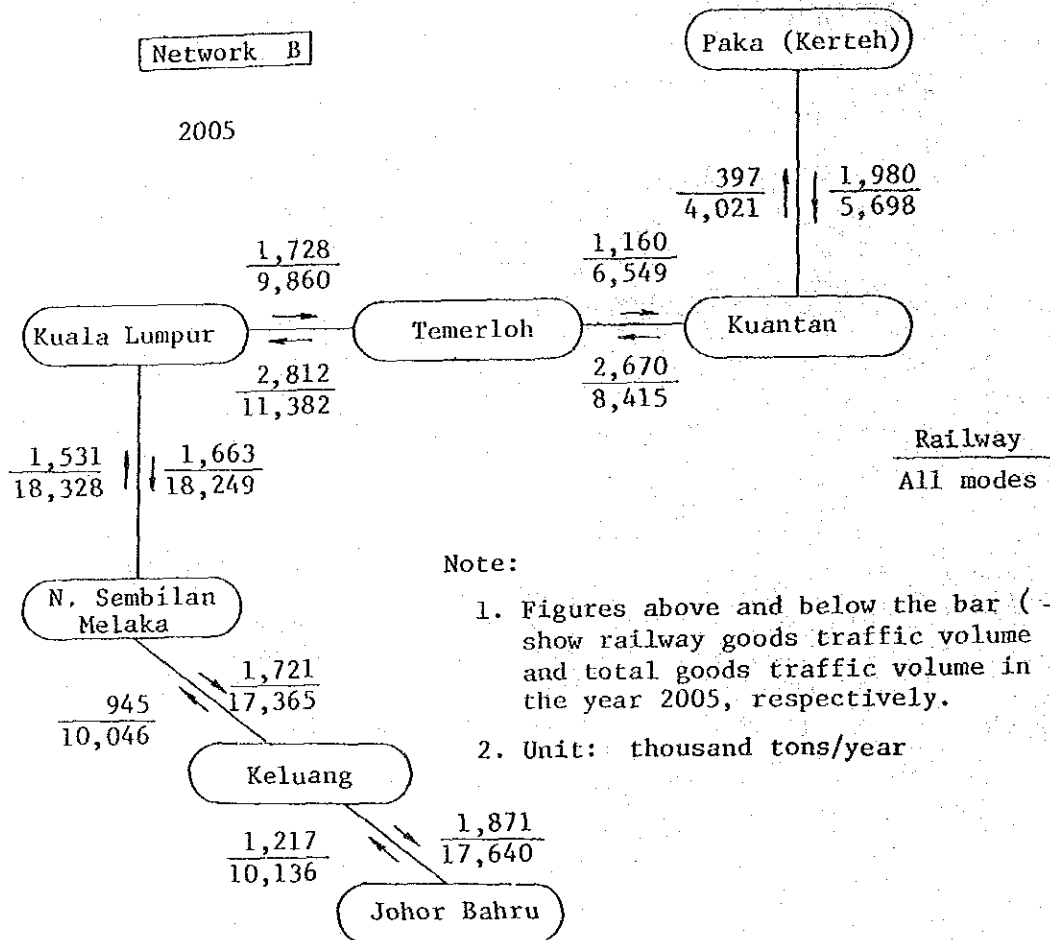 Network B
2005
Paka (Kerteh)
397
4,021
1,980
5,698
1,728
9,860
1,160
6,549
Kuala Lumpur
Temerloh
Kuantan
2,812
11,382
2,670
8,415
1,531
18,328
1,663
18,249
Railway
All modes
N. Sembilan
Melaka
Note:
1. Figures above and below the bar (-
show railway goods traffic volume
and total goods traffic volume in
the year 2005, respectively.
2. Unit: thousand tons/year
1,721
17,365
945
10,046
Keluang
1,871
17,640
1,217
10,136
Johor Bahru